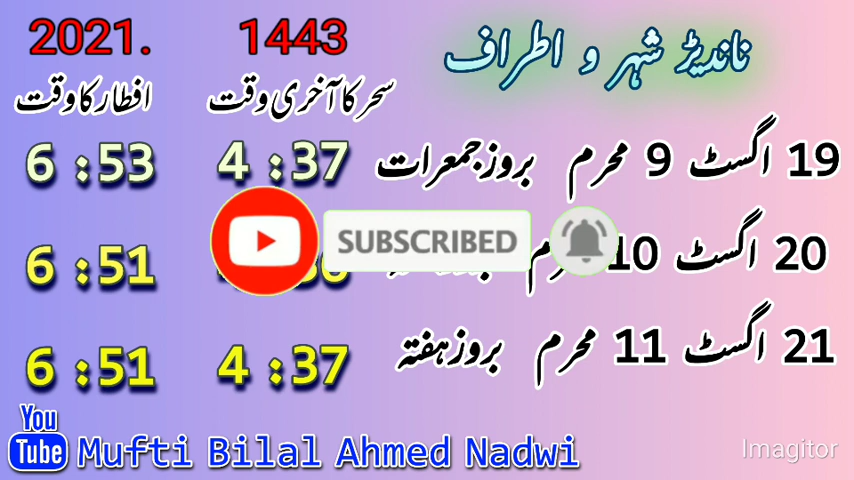 ناندیڑ شہر و اطراف 1443 2021.
سحر کا آخری وقت افطار کا وقت
19 اگسٹ 9 محرم بروز جمعرات 4 :37 6 :53
SUBSCRIBED
20 اگسٹ 10 6 :51
21 اگسٹ 11 محرم بروز ہفتہ 4 :37 6 :51
You Tube Mufti Bilal Ahmed Nadwi
Imagitor